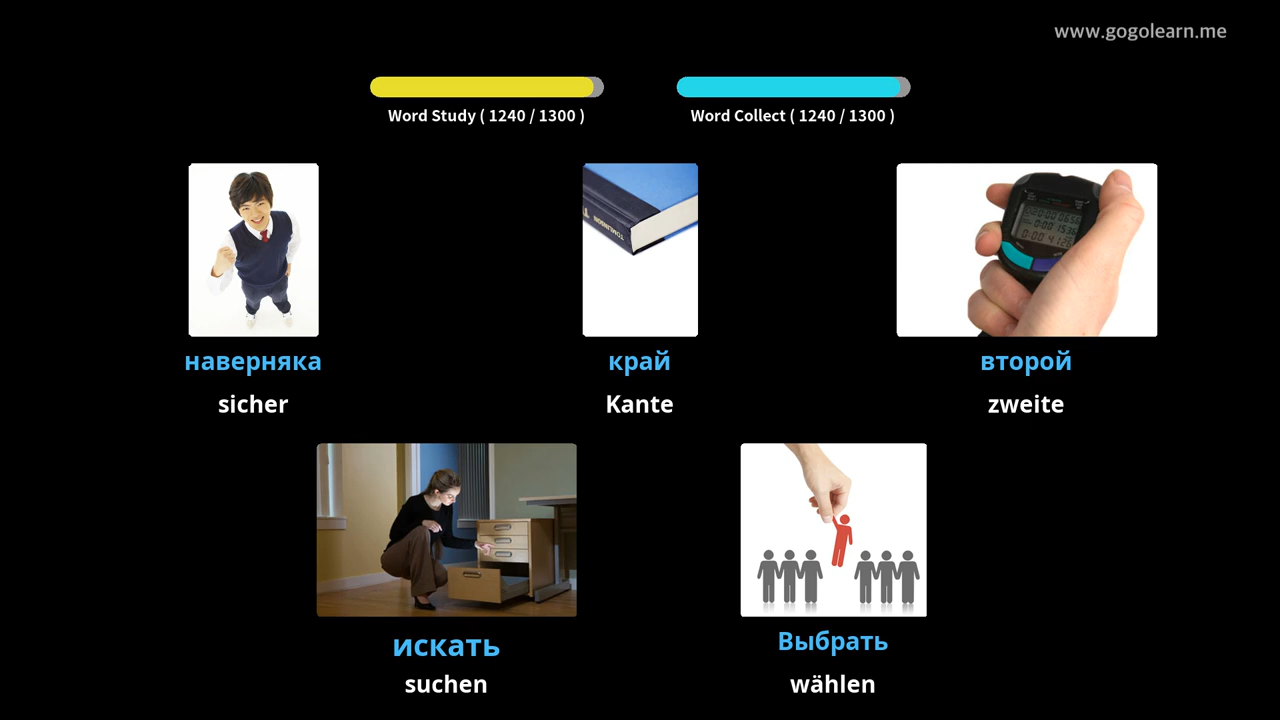 www.gogolearn.me
Word Study ( 1240 / 1300 )
Word Collect ( 1240 / 1300 )
TOMLINSON
наверняка
край
второй
sicher
Kante
zweite
искать
Выбрать
suchen
wählen